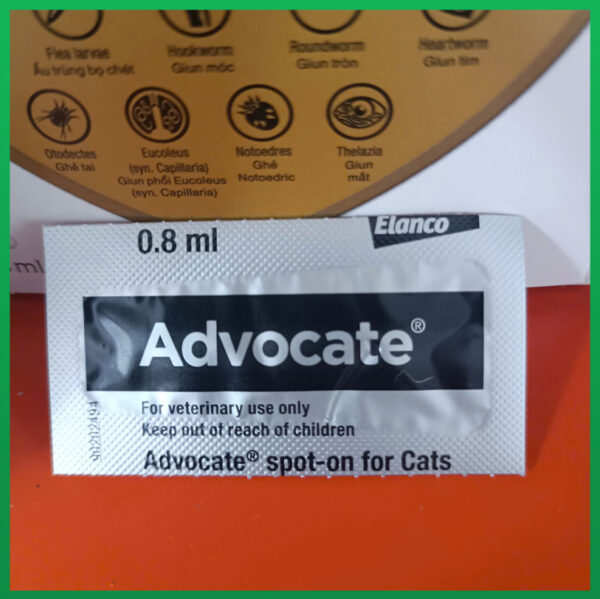 Flea larvae
Ấu trùng bọ chét
Hookworm
Giun móc
Roundworm
Giun tròn
Heartworm
Giun tim
Otodectes
Ghẻ tai
Eucoleus
(syn. Capillaria)
Giun phổi Eucoleus
(syn. Capillaria)
Notoedres
Ghẻ
Notoedric
Thelazia
Giun
mắt
ml
0.8 ml
Elanco
Advocate®
For veterinary use only
Keep out of reach of children
90202494
Advocate® spot-on for Cats